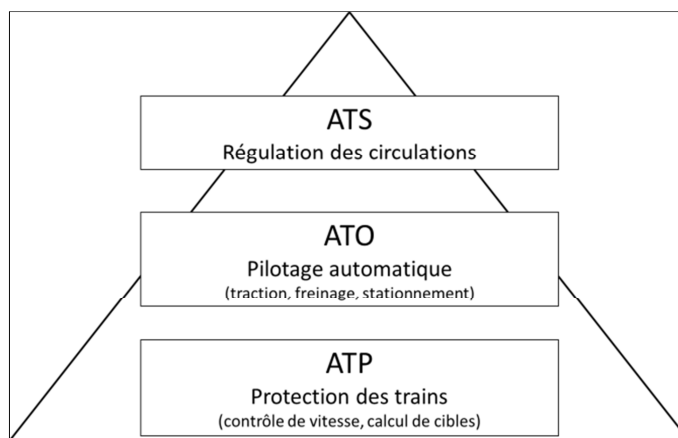 ATS
Régulation des circulations
ATO
Pilotage automatique
(traction, freinage, stationnement)
ATP
Protection des trains
(contrôle de vitesse, calcul de cibles)